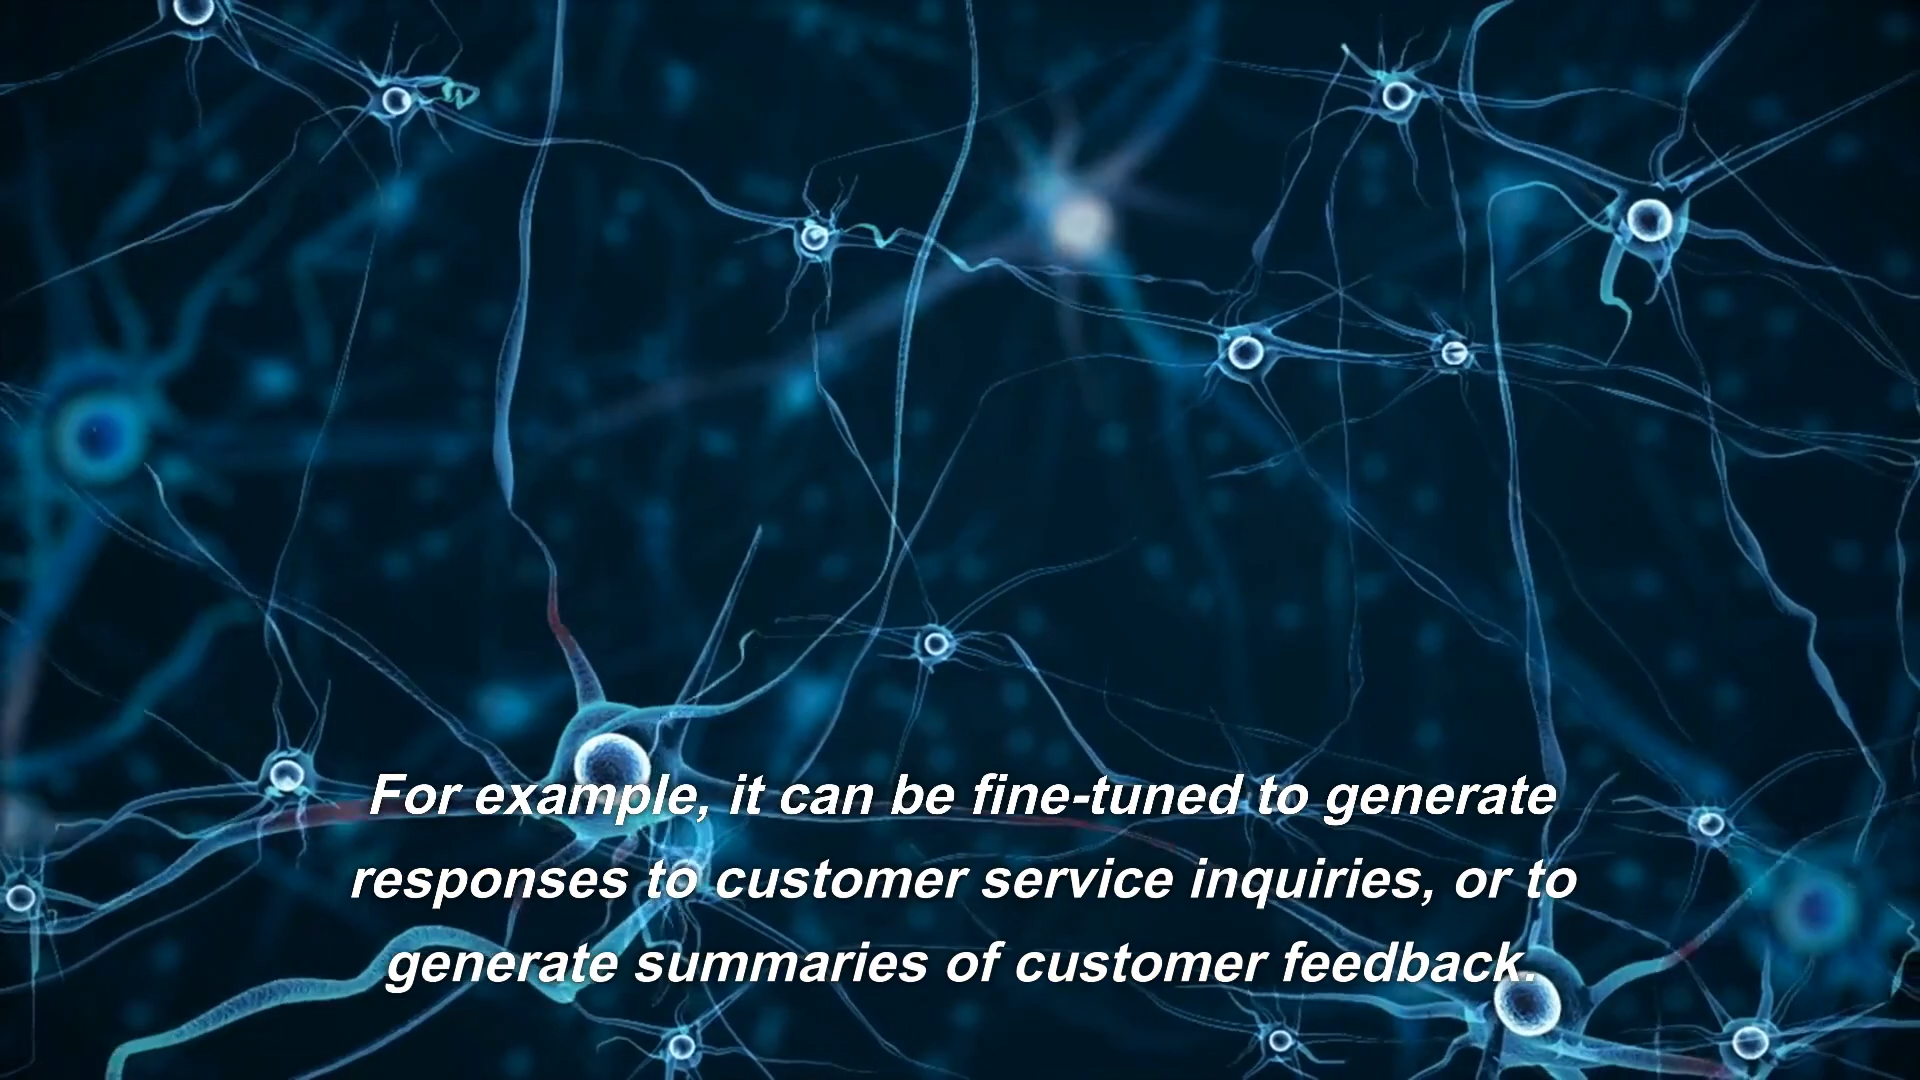 For example, it can be fine-tuned to generate
responses to customer service inquiries, or to
generate summaries of customer feedback.